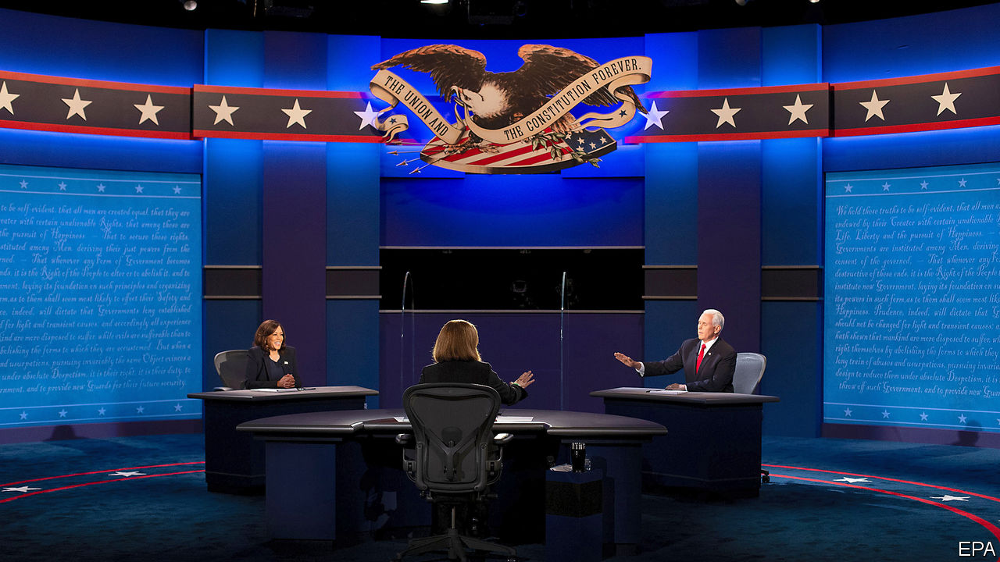 THE UNION AND
THE CONSTITUTION FOREVER.
to be self-evident, that all men are created equal, that they are
Creator with certain unalienable Rights, that among these are
the pursuit of Happiness. — That to secure these rights,
instituted among Men, deriving their just powers from the
rned, — That whenever any Form of Government becomes
ends, it is the Right of the People to alter or to abolish it, and to
nment, laying its foundation on such principles and organizing
rm, as to them shall seem most likely to effect their Safety and
ce, indeed, will dictate that Governments long established
for light and transient causes; and accordingly all experience
kind are more disposed to suffer, while evils are sufferable than to
bolishing the forms to which they are accustomed. But when a
and usurpations, pursuing invariably the same Object evinces a
under absolute Despotism, it is their right, it is their duty, to
nment, and to provide new Guards for their future security.
We hold these truths to be self-evident, that all men a
endowed by their Creator with certain unalienable
Life, Liberty and the pursuit of Happiness. —
Governments are instituted among Men, deriving
consent of the governed, — That whenever any F
destructive of these ends, it is the Right of the People
institute new Government, laying its foundation on su
its powers in such form, as to them shall seem most likel
Happiness. Prudence, indeed, will dictate that G
should not be changed for light and transient causes; a
hath shewn that mankind are more disposed to suffer, w
right themselves by abolishing the forms to which they
long train of abuses and usurpations, pursuing invaria
design to reduce them under absolute Despotism, it is
throw off such Government, and to provide new Gua
EPA